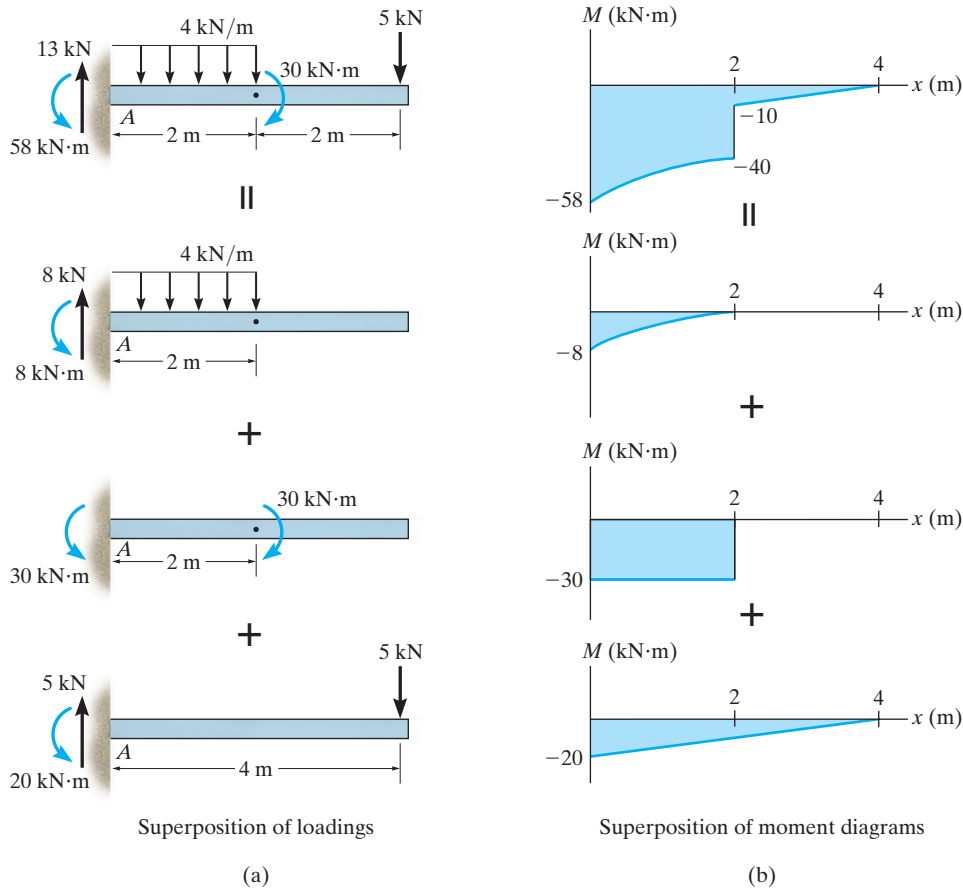 4 kN/m
5 kN
13 kN
30 kN·m
A
2 m
2 m
58 kN·m
=
8 kN
4 kN/m
A
2 m
8 kN·m
+
30 kN·m
A
2 m
30 kN·m
+
5 kN
5 kN
A
4 m
20 kN·m
Superposition of loadings
(a)
M (kN·m)
2
4
x (m)
−10
−40
−58
=
M (kN·m)
2
4
x (m)
−8
+
M (kN·m)
2
4
x (m)
−30
+
M (kN·m)
2
4
x (m)
−20
Superposition of moment diagrams
(b)